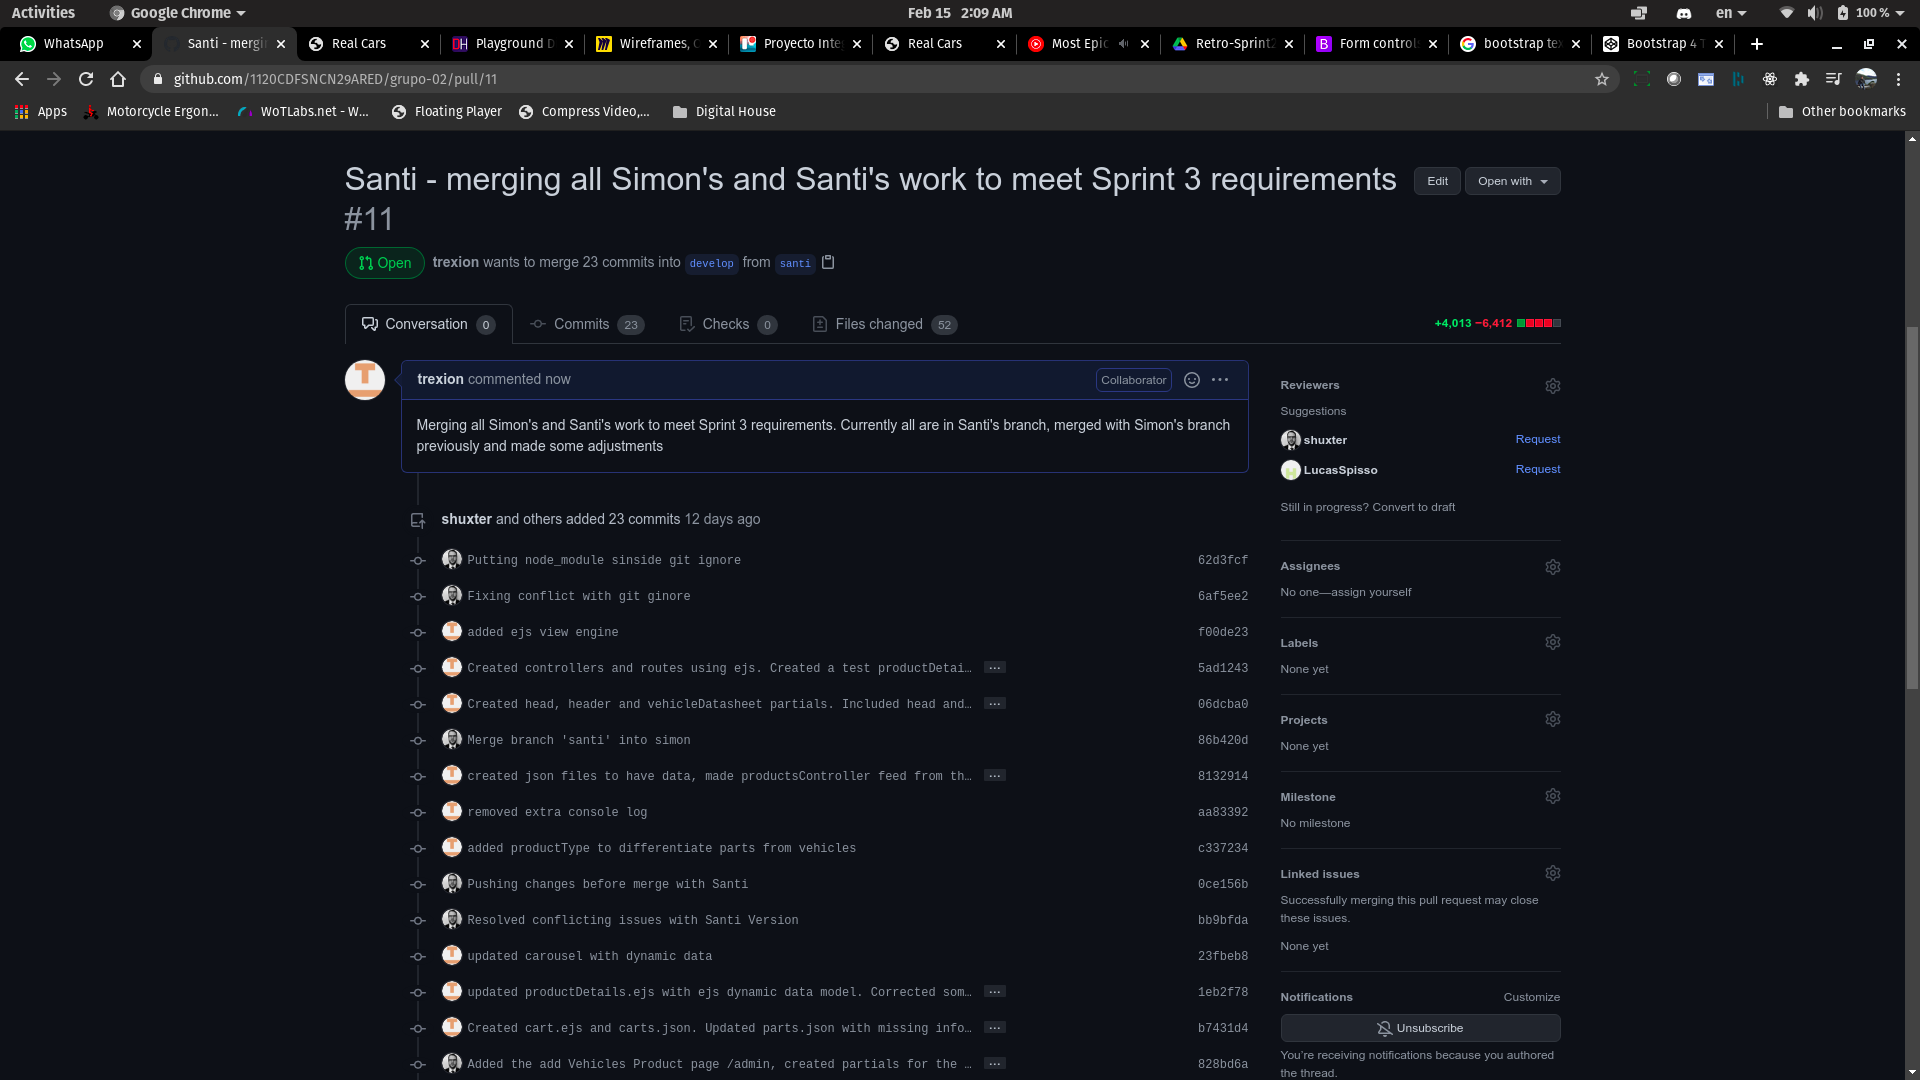 Activities Google Chrome Feb 15 2:09 AM en 100 %
WhatsApp Santi - mergi Real Cars Playground D Wireframes, C Proyecto Inte Real Cars Most Epic Retro-Sprint2 Form control bootstrap tex Bootstrap 4 T
github.com/1120CDFSNCN29ARED/grupo-02/pull/11
Apps Motorcycle Ergon... WoTLabs.net - W... Floating Player Compress Video,... Digital House Other bookmarks
Santi - merging all Simon's and Santi's work to meet Sprint 3 requirements Edit Open with
#11
Open trexion wants to merge 23 commits into develop from santi
Conversation 0 Commits 23 Checks 0 Files changed 52 +4,013 −6,412
trexion commented now Collaborator
Merging all Simon's and Santi's work to meet Sprint 3 requirements. Currently all are in Santi's branch, merged with Simon's branch
previously and made some adjustments
shuxter and others added 23 commits 12 days ago
Putting node_module sinside git ignore 62d3fcf
Fixing conflict with git ginore 6af5ee2
added ejs view engine f00de23
Created controllers and routes using ejs. Created a test productDetai… 5ad1243
Created head, header and vehicleDatasheet partials. Included head and… 06dcba0
Merge branch 'santi' into simon 86b420d
created json files to have data, made productsController feed from th… 8132914
removed extra console log aa83392
added productType to differentiate parts from vehicles c337234
Pushing changes before merge with Santi 0ce156b
Resolved conflicting issues with Santi Version bb9bfda
updated carousel with dynamic data 23fbeb8
updated productDetails.ejs with ejs dynamic data model. Corrected som… 1eb2f78
Created cart.ejs and carts.json. Updated parts.json with missing info… b7431d4
Added the add Vehicles Product page /admin, created partials for the … 828bd6a
Reviewers
Suggestions
shuxter Request
LucasSpisso Request
Still in progress? Convert to draft
Assignees
No one—assign yourself
Labels
None yet
Projects
None yet
Milestone
No milestone
Linked issues
Successfully merging this pull request may close
these issues.
None yet
Notifications Customize
Unsubscribe
You're receiving notifications because you authored
the thread.